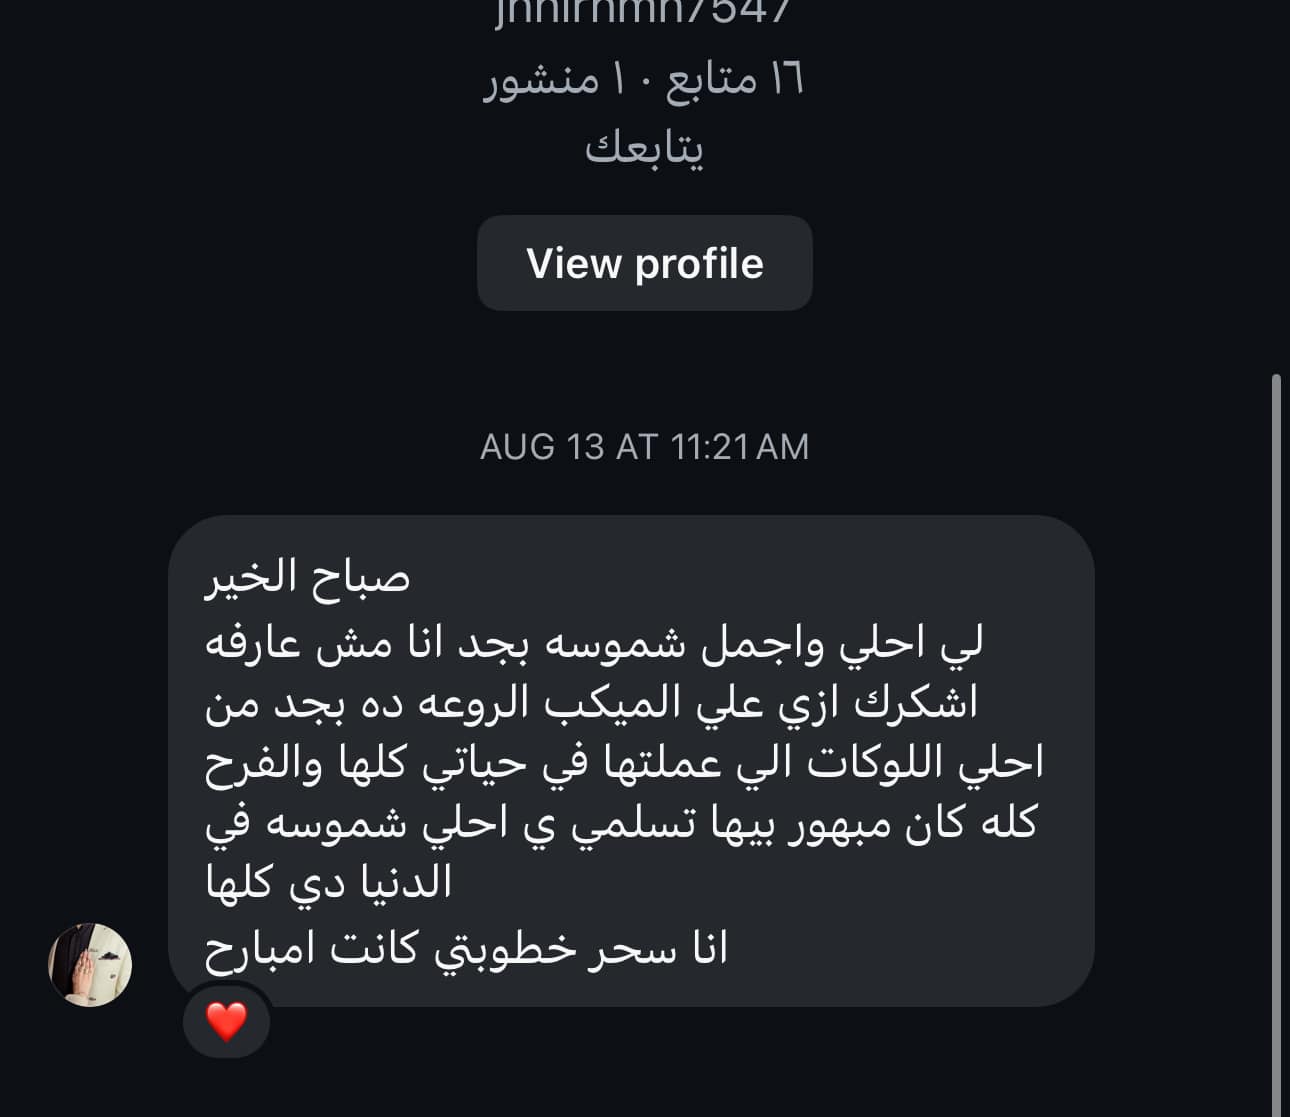 ١٦ متابع · ١ منشور
يتابعك
View profile
AUG 13 AT 11:21 AM
صباح الخير
لي احلي واجمل شموسه بجد انا مش عارفه
اشكرك ازي علي الميكب الروعه ده بجد من
احلي اللوكات الي عملتها في حياتي كلها والفرح
كله كان مبهور بيها تسلمي ي احلي شموسه في
الدنيا دي كلها
انا سحر خطوبتي كانت امبارح